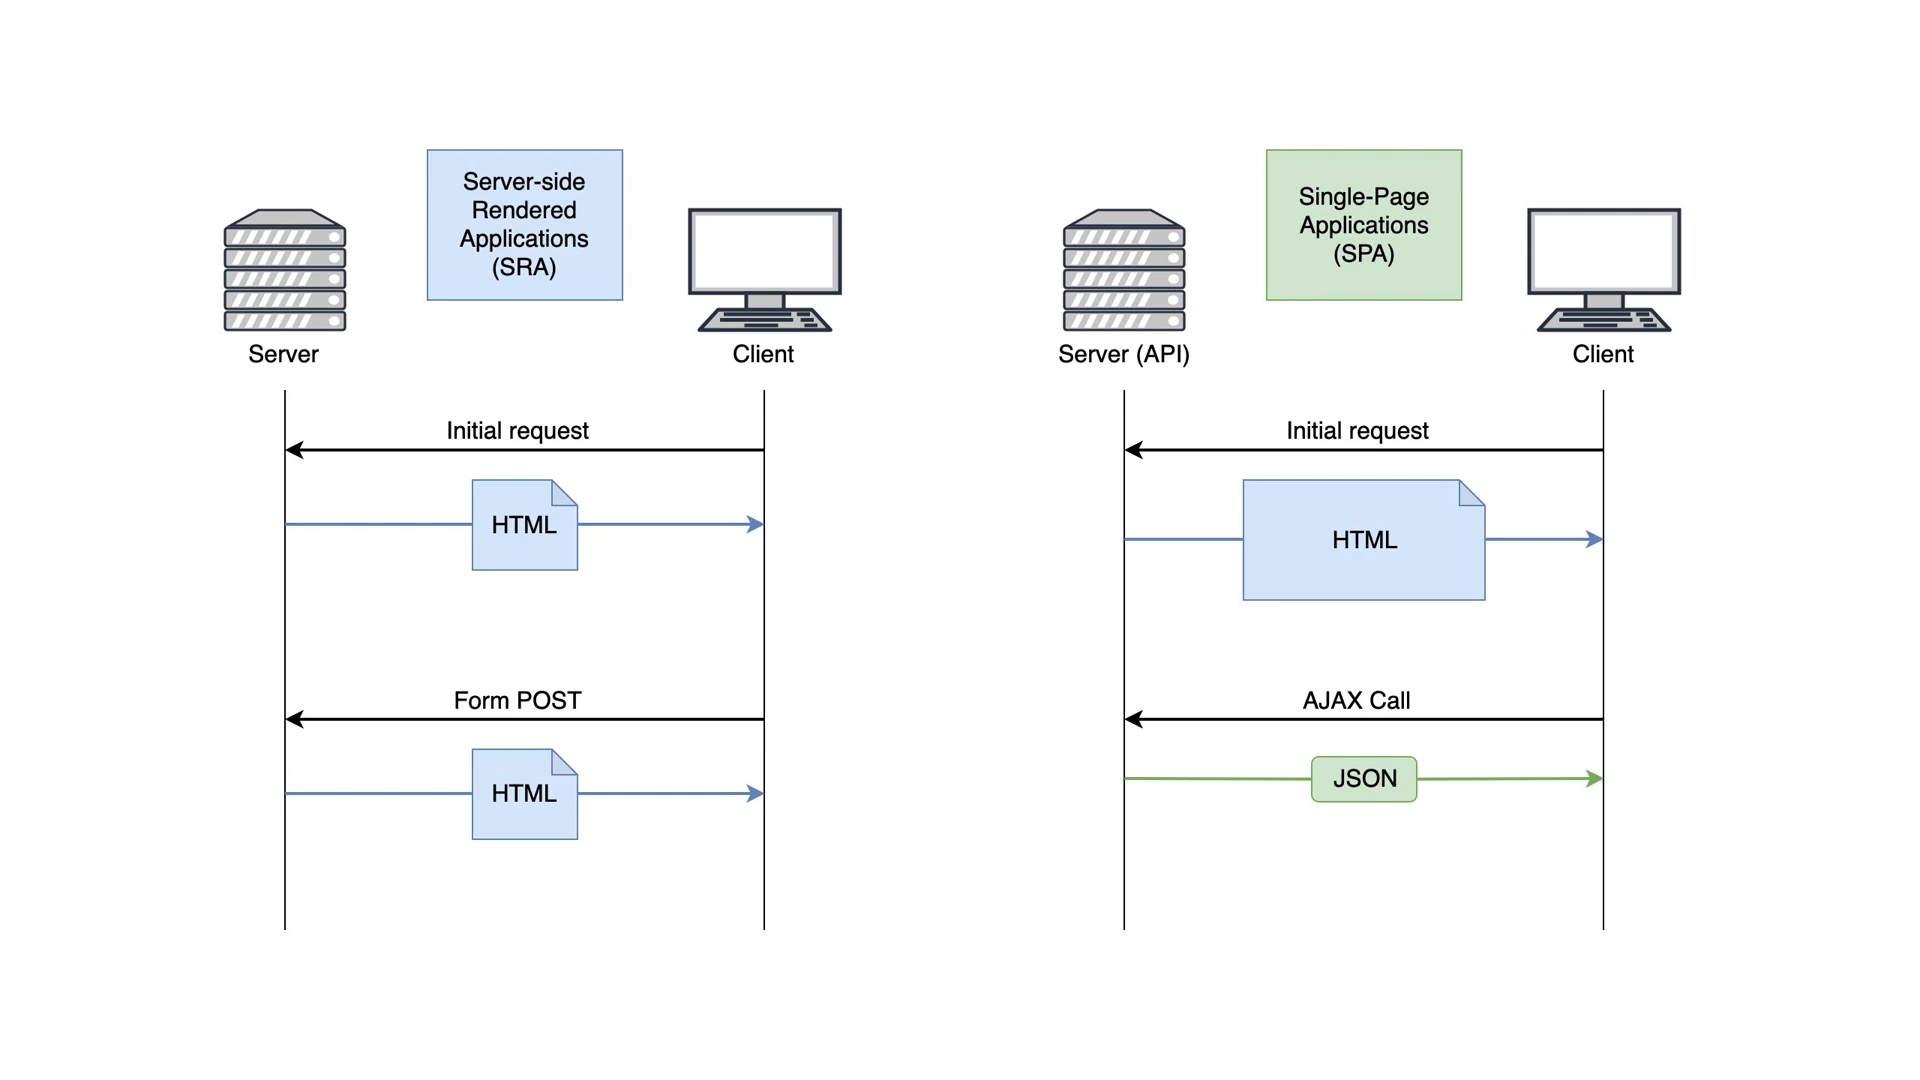 Server-side
Rendered
Applications
(SRA)
Server
Client
Initial request
HTML
Form POST
HTML
Single-Page
Applications
(SPA)
Server (API)
Client
Initial request
HTML
AJAX Call
JSON